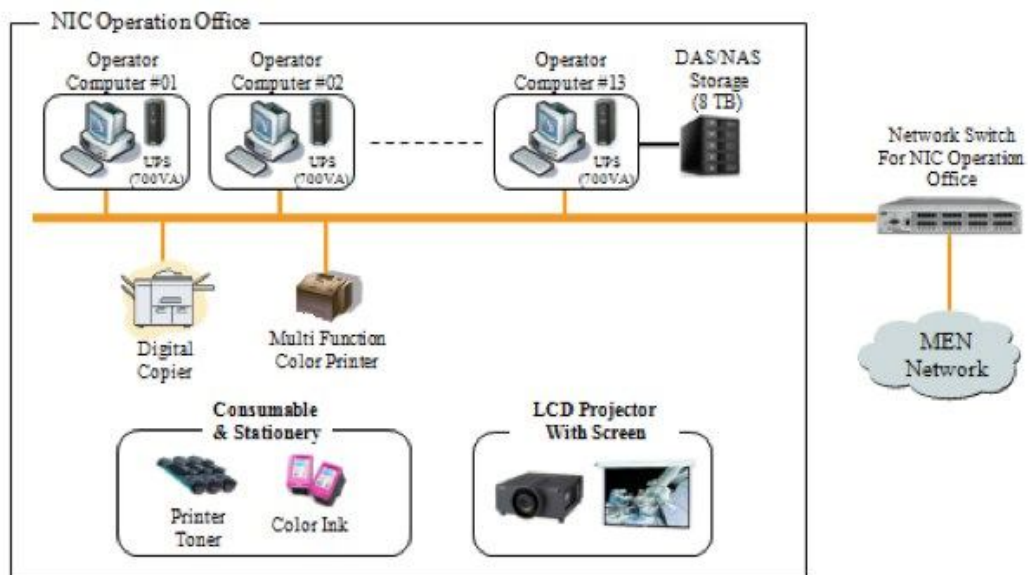 NIC Operation Office
Operator
Computer #01
UPS
(700VA)
Operator
Computer #02
UPS
(700VA)
Operator
Computer #13
UPS
(700VA)
DAS/NAS
Storage
(8 TB)
Network Switch
For NIC Operation
Office
Digital
Copier
Multi Function
Color Printer
MEN
Network
Consumable
& Stationery
Printer
Toner
Color Ink
LCD Projector
With Screen